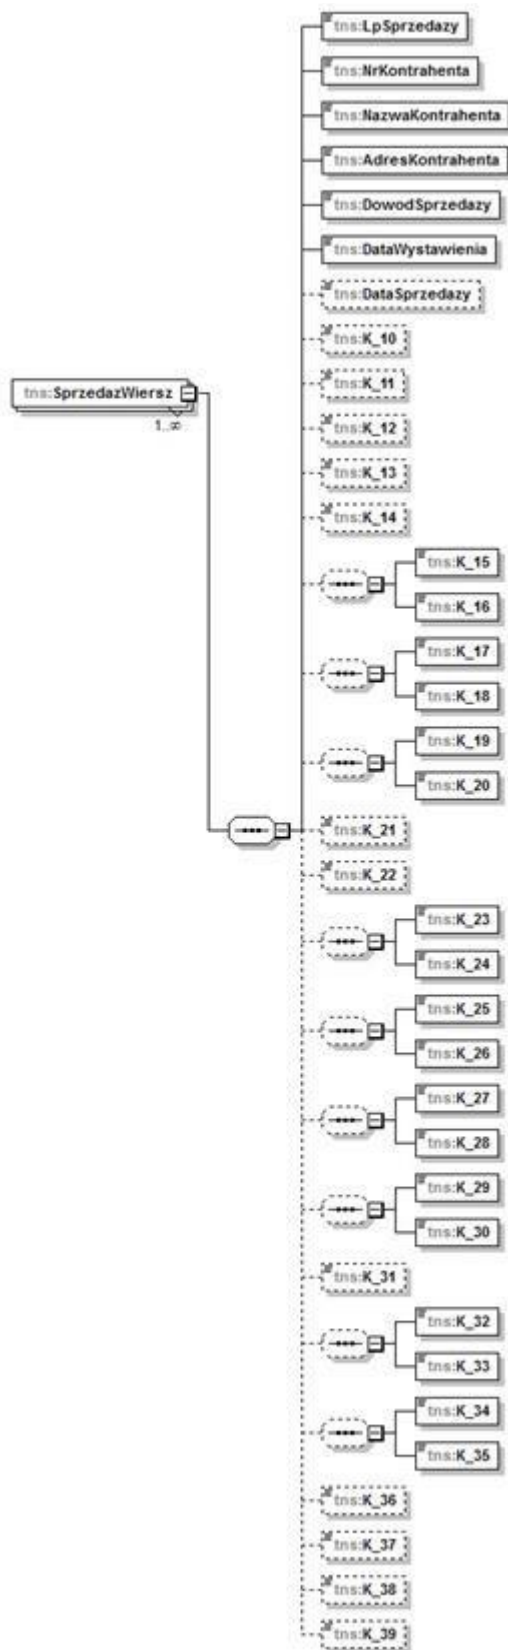 tns:LpSprzedazy
tns:NrKontrahenta
tns:NazwaKontrahenta
tns:AdresKontrahenta
tns:DowodSprzedazy
tns:DataWystawienia
tns:DataSprzedazy
tns:K_10
tns:K_11
tns:SprzedazWiersz
1..∞
tns:K_12
tns:K_13
tns:K_14
tns:K_15
tns:K_16
tns:K_17
tns:K_18
tns:K_19
tns:K_20
tns:K_21
tns:K_22
tns:K_23
tns:K_24
tns:K_25
tns:K_26
tns:K_27
tns:K_28
tns:K_29
tns:K_30
tns:K_31
tns:K_32
tns:K_33
tns:K_34
tns:K_35
tns:K_36
tns:K_37
tns:K_38
tns:K_39